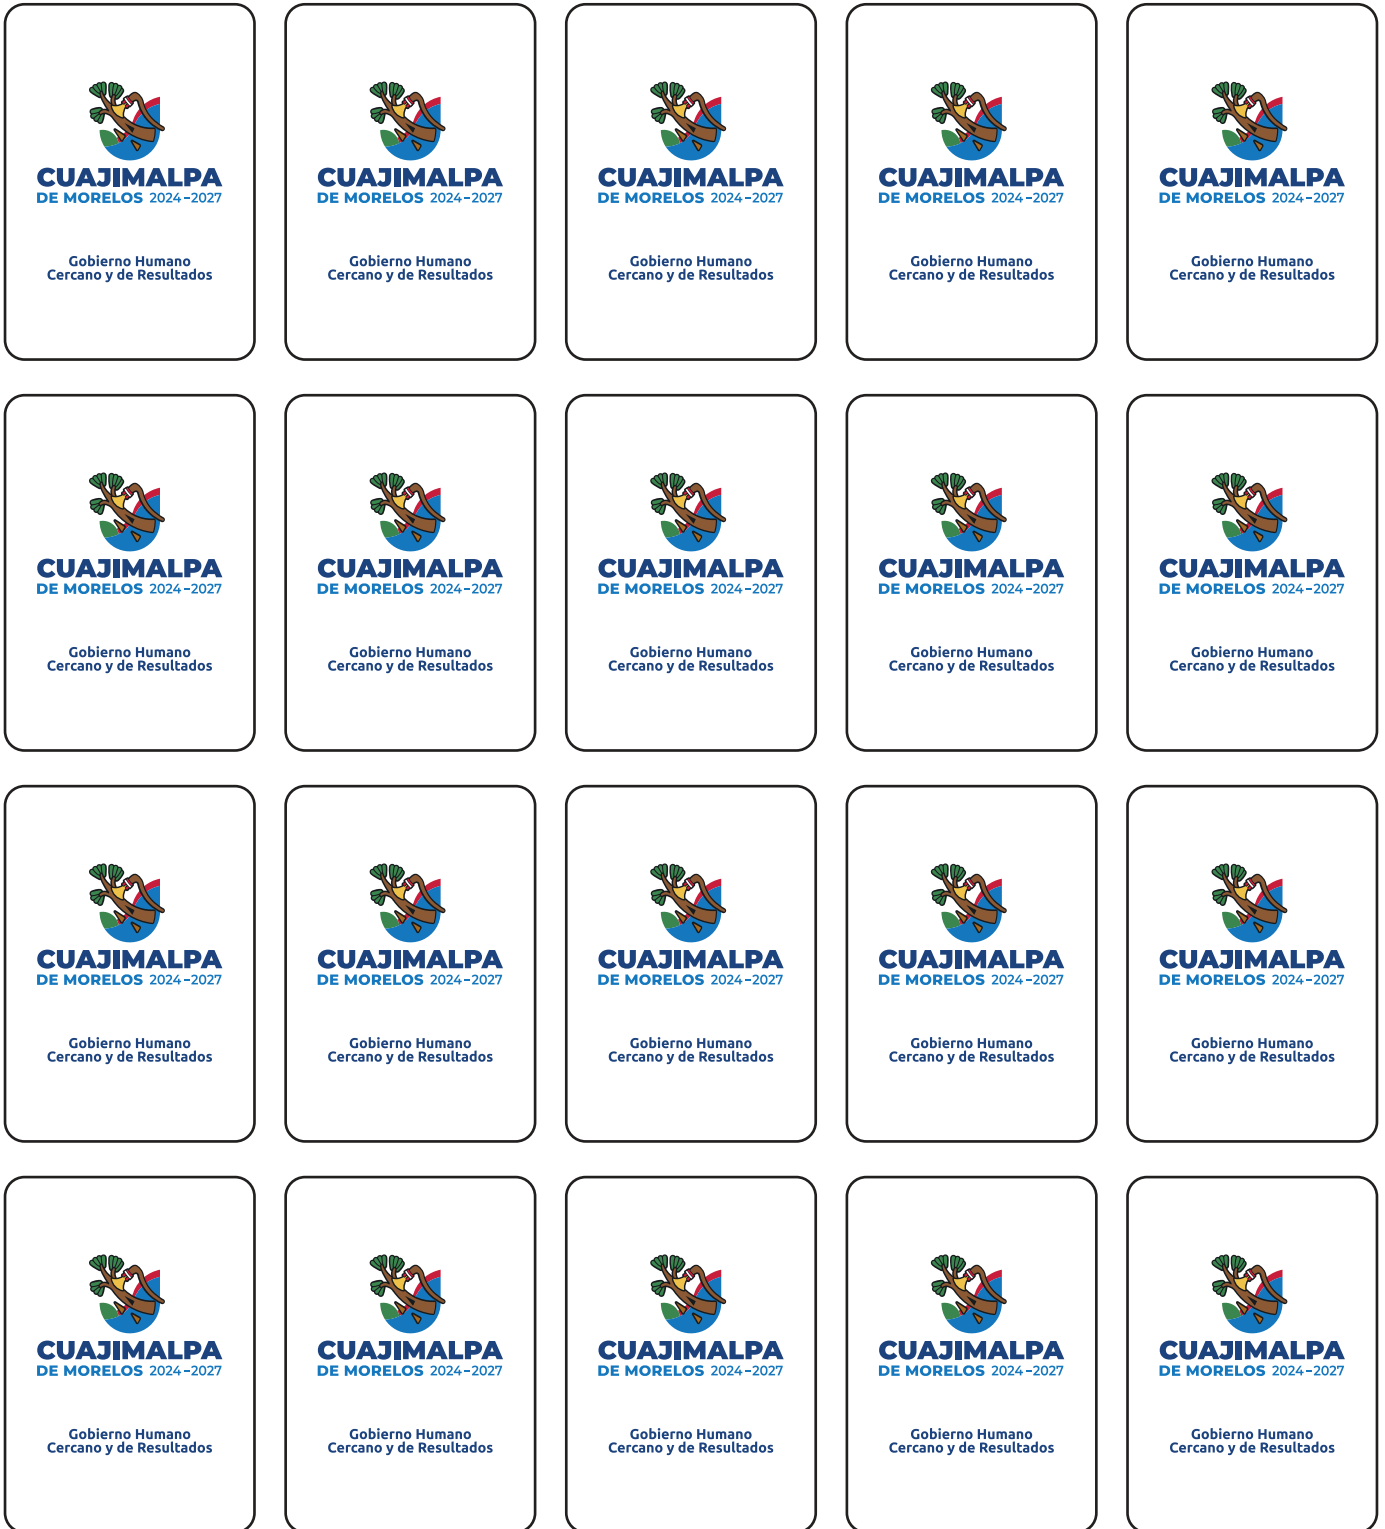 CUAJIMALPA CUAJIMALPA CUAJIMALPA CUAJIMALPA CUAJIMALPA
DE MORELOS 2024-2027 DE MORELOS 2024-2027 DE MORELOS 2024-2027 DE MORELOS 2024-2027 DE MORELOS 2024-2027
Gobierno Humano Gobierno Humano Gobierno Humano Gobierno Humano Gobierno Humano
Cercano y de Resultados Cercano y de Resultados Cercano y de Resultados Cercano y de Resultados Cercano y de Resultados
CUAJIMALPA CUAJIMALPA CUAJIMALPA CUAJIMALPA CUAJIMALPA
DE MORELOS 2024-2027 DE MORELOS 2024-2027 DE MORELOS 2024-2027 DE MORELOS 2024-2027 DE MORELOS 2024-2027
Gobierno Humano Gobierno Humano Gobierno Humano Gobierno Humano Gobierno Humano
Cercano y de Resultados Cercano y de Resultados Cercano y de Resultados Cercano y de Resultados Cercano y de Resultados
CUAJIMALPA CUAJIMALPA CUAJIMALPA CUAJIMALPA CUAJIMALPA
DE MORELOS 2024-2027 DE MORELOS 2024-2027 DE MORELOS 2024-2027 DE MORELOS 2024-2027 DE MORELOS 2024-2027
Gobierno Humano Gobierno Humano Gobierno Humano Gobierno Humano Gobierno Humano
Cercano y de Resultados Cercano y de Resultados Cercano y de Resultados Cercano y de Resultados Cercano y de Resultados
CUAJIMALPA CUAJIMALPA CUAJIMALPA CUAJIMALPA CUAJIMALPA
DE MORELOS 2024-2027 DE MORELOS 2024-2027 DE MORELOS 2024-2027 DE MORELOS 2024-2027 DE MORELOS 2024-2027
Gobierno Humano Gobierno Humano Gobierno Humano Gobierno Humano Gobierno Humano
Cercano y de Resultados Cercano y de Resultados Cercano y de Resultados Cercano y de Resultados Cercano y de Resultados